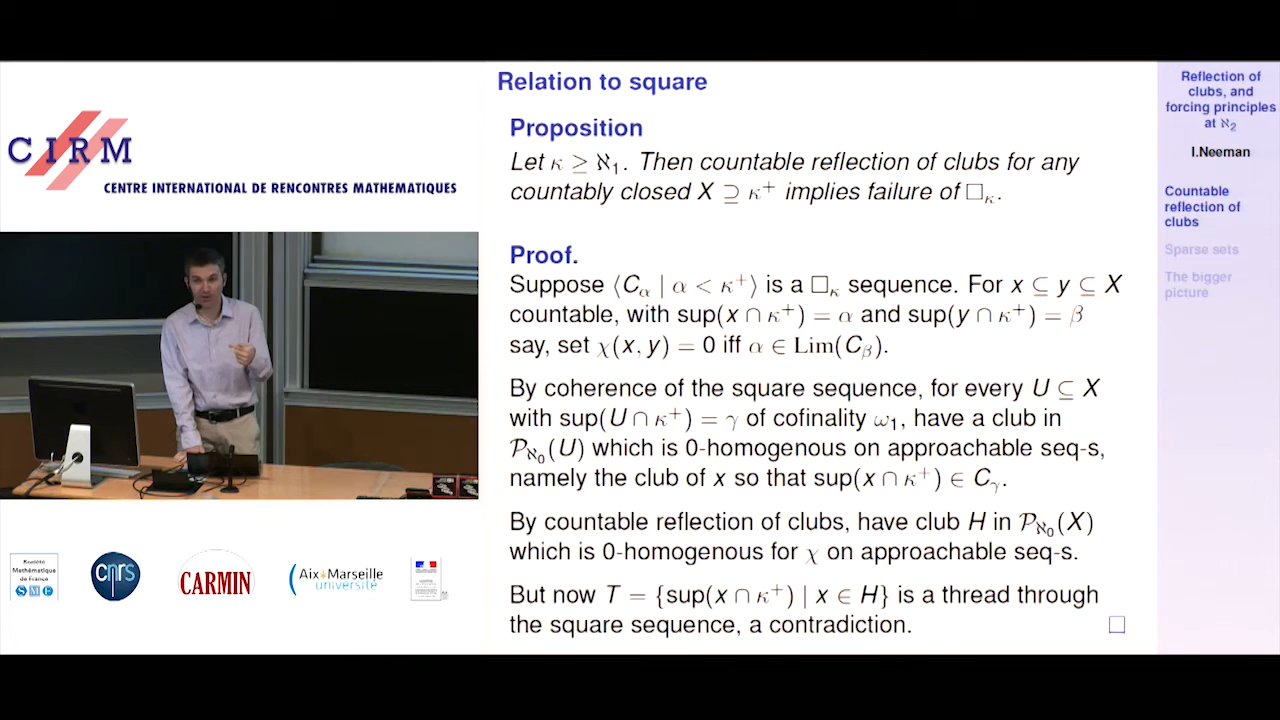 CIRM
CENTRE INTERNATIONAL DE RENCONTRES MATHEMATIQUES
Société
Mathématique
de France
S M F
cnrs
CARMIN
Aix*Marseille
université
Relation to square
Proposition
Let κ ≥ ℵ₁. Then countable reflection of clubs for any
countably closed X ⊇ κ⁺ implies failure of □κ.
Proof.
Suppose ⟨Cα | α < κ⁺⟩ is a □κ sequence. For x ⊆ y ⊆ X
countable, with sup(x ∩ κ⁺) = α and sup(y ∩ κ⁺) = β
say, set χ(x, y) = 0 iff α ∈ Lim(Cβ).
By coherence of the square sequence, for every U ⊆ X
with sup(U ∩ κ⁺) = γ of cofinality ω₁, have a club in
𝒫ℵ₀(U) which is 0-homogenous on approachable seq-s,
namely the club of x so that sup(x ∩ κ⁺) ∈ Cγ.
By countable reflection of clubs, have club H in 𝒫ℵ₀(X)
which is 0-homogenous for χ on approachable seq-s.
But now T = {sup(x ∩ κ⁺) | x ∈ H} is a thread through
the square sequence, a contradiction. □
Reflection of
clubs, and
forcing principles
at ℵ₂
I.Neeman
Countable
reflection of
clubs
Sparse sets
The bigger
picture